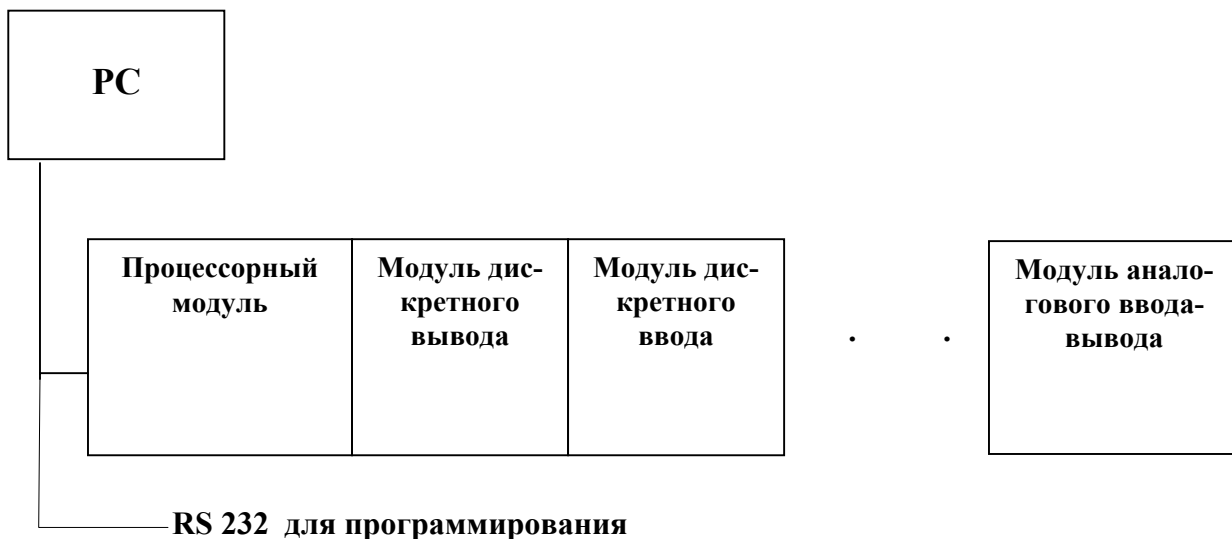 PC
Процессорный
модуль
Модуль дис-
кретного
вывода
Модуль дис-
кретного
ввода
. .
Модуль анало-
гового ввода-
вывода
RS 232 для программирования